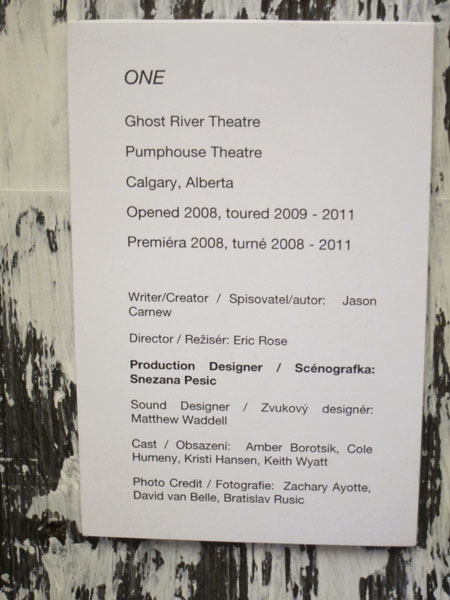 ONE
Ghost River Theatre
Pumphouse Theatre
Calgary, Alberta
Opened 2008, toured 2009 - 2011
Premiéra 2008, turné 2008 - 2011
Writer/Creator / Spisovatel/autor: Jason
Carnew
Director / Režisér: Eric Rose
Production Designer / Scénografka:
Snezana Pesic
Sound Designer / Zvukový designér:
Matthew Waddell
Cast / Obsazení: Amber Borotsik, Cole
Humeny, Kristi Hansen, Keith Wyatt
Photo Credit / Fotografie: Zachary Ayotte,
David van Belle, Bratislav Rusic